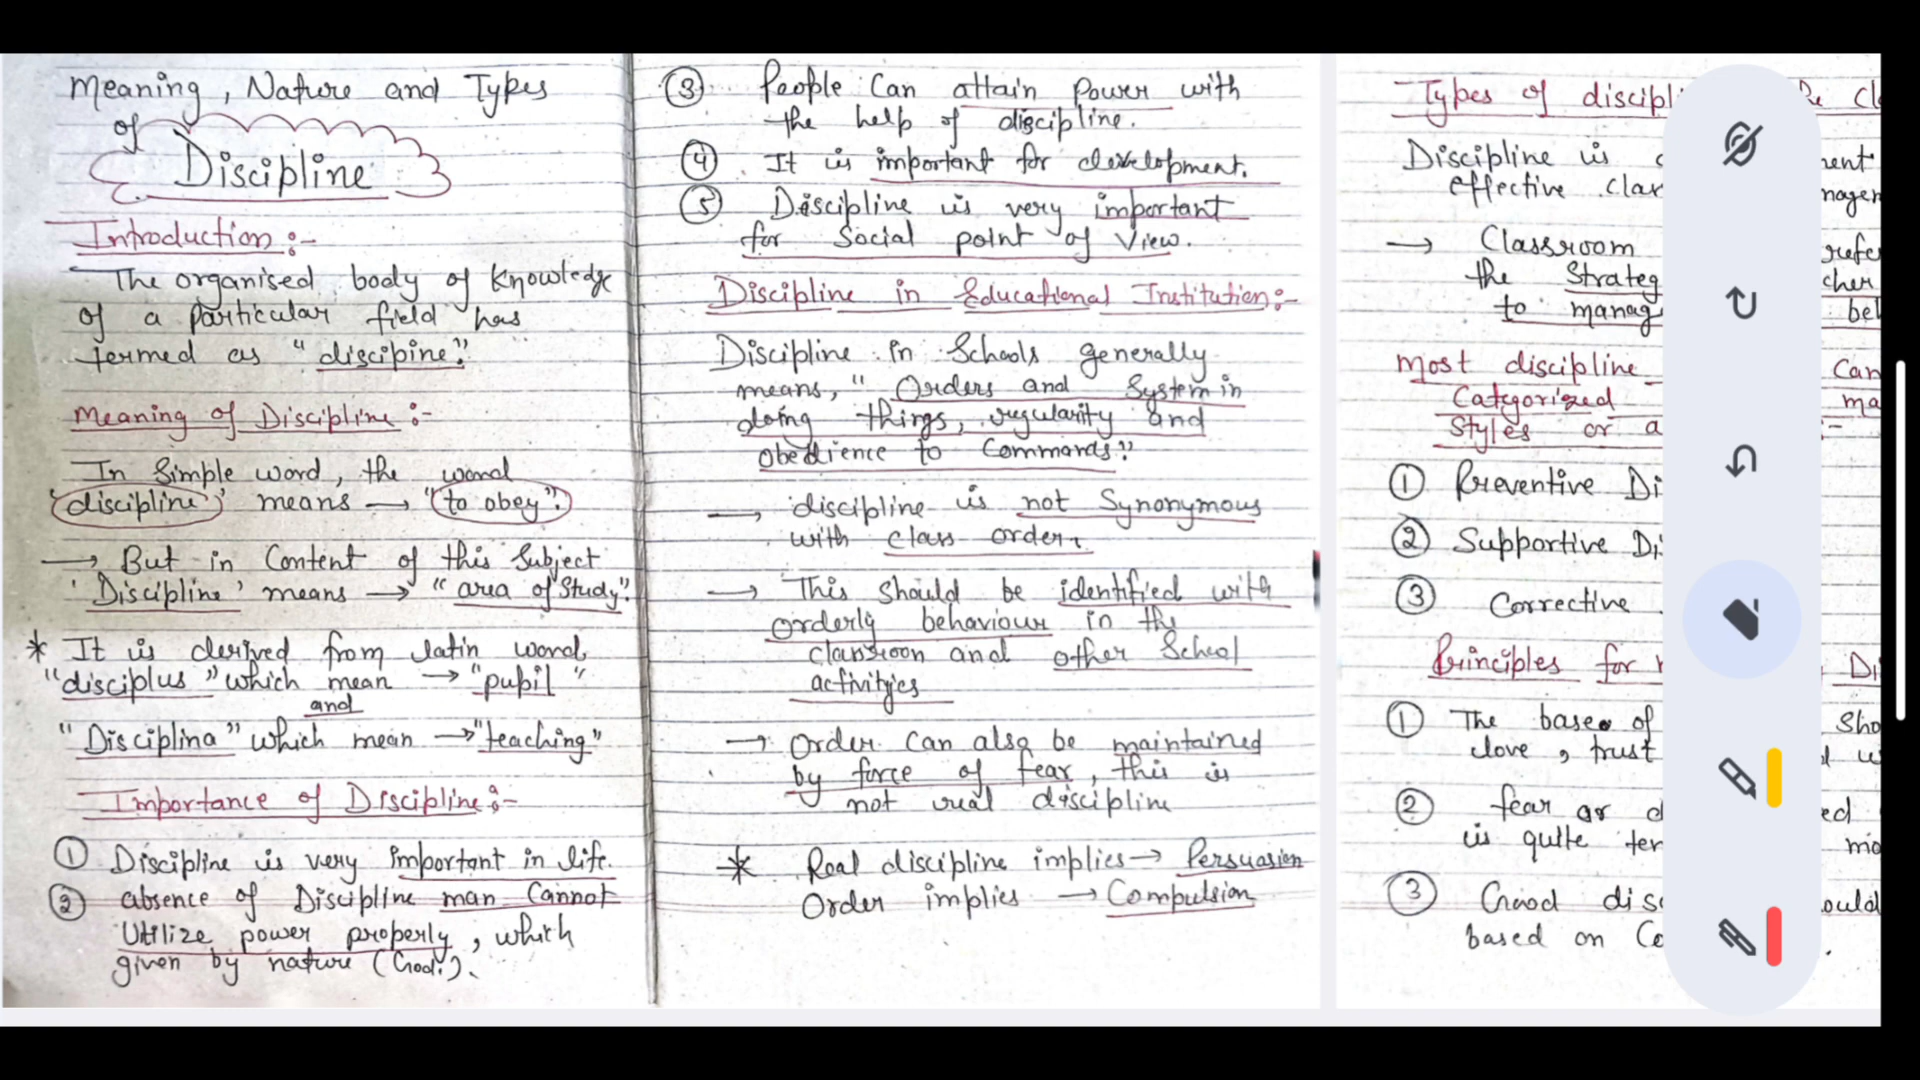 Meaning, Nature and Types
of
Discipline
Introduction :-
The organised body of Knowledge
of a particular field has
termed as "discipine".
Meaning of Discipline :-
In Simple word, the word
'discipline' means → "to obey".
→ But in Content of this Subject
'Discipline' means → "area of Study".
* It is derived from latin word,
"disciplus" which mean → "pupil"
and
"Disciplina" which mean → "teaching"
Importance of Discipline :-
① Discipline is very important in life.
② absence of Discipline man Cannot
Utilize power properly, which
given by nature (God.).
③ People Can attain Power with
the help of discipline.
④ It is important for development.
⑤ Discipline is very important
for Social point of View.
Discipline in Educational Institution :-
Discipline in Schools generally
means, "Orders and System in
doing things, regularity and
obedience to Commands."
→ discipline is not Synonymous
with class order.
→ This should be identified with
orderly behaviour in the
classroon and other School
activities
→ Order can also be maintained
by force of fear, this is
not real discipline
* Real discipline implies → Persuasion
Order implies → Compulsion
Types of discipli
Discipline is
effective
→ Classroom
the Strateg
to manag
Most discipline Can
Categorized
Styles or a
① Preventive Di
② Supportive Di
③ Corrective
Principles for
① The base of Sho
love, trust
② fear or
is quite ter
③ Good disc ould
based on Co